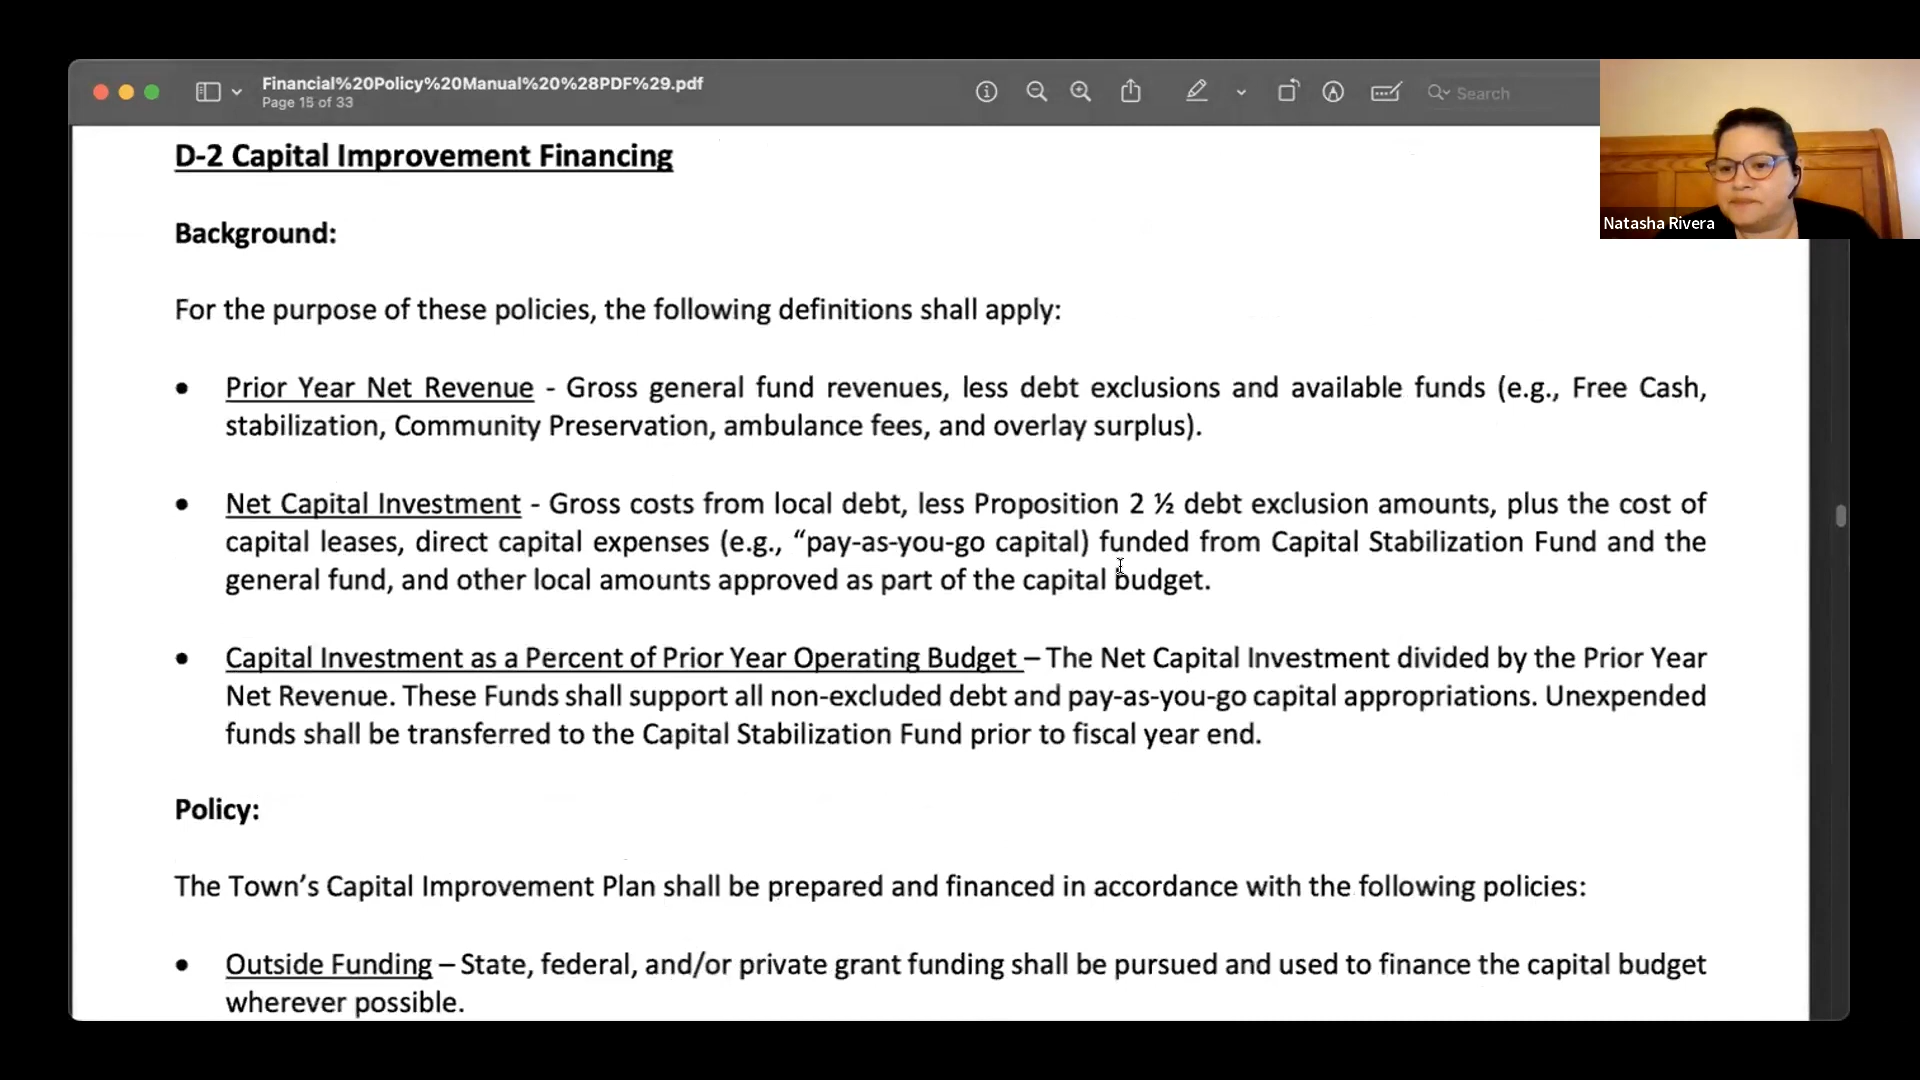 Financial%20Policy%20Manual%20%28PDF%29.pdf
Page 15 of 33
Search
Natasha Rivera
D-2 Capital Improvement Financing
Background:
For the purpose of these policies, the following definitions shall apply:
• Prior Year Net Revenue - Gross general fund revenues, less debt exclusions and available funds (e.g., Free Cash,
stabilization, Community Preservation, ambulance fees, and overlay surplus).
• Net Capital Investment - Gross costs from local debt, less Proposition 2 ½ debt exclusion amounts, plus the cost of
capital leases, direct capital expenses (e.g., “pay-as-you-go capital) funded from Capital Stabilization Fund and the
general fund, and other local amounts approved as part of the capital budget.
• Capital Investment as a Percent of Prior Year Operating Budget – The Net Capital Investment divided by the Prior Year
Net Revenue. These Funds shall support all non-excluded debt and pay-as-you-go capital appropriations. Unexpended
funds shall be transferred to the Capital Stabilization Fund prior to fiscal year end.
Policy:
The Town’s Capital Improvement Plan shall be prepared and financed in accordance with the following policies:
• Outside Funding – State, federal, and/or private grant funding shall be pursued and used to finance the capital budget
wherever possible.